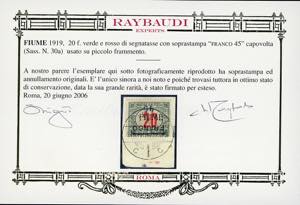 RAYBAUDI
EXPERTS
FIUME 1919, 20 f. verde e rosso di segnatasse con soprastampa "FRANCO 45" capovolta
(Sass. N. 30a) usato su piccolo frammento.
A nostro parere l'esemplare qui sotto fotograficamente riprodotto ha soprastampa ed
annullamento originali. E' l'unico sinora a noi noto e poiché trovasi tuttora in ottimo stato
di conservazione, data la sua grande rarità, è stato firmato per esteso.
Roma, 20 giugno 2006
ROMA